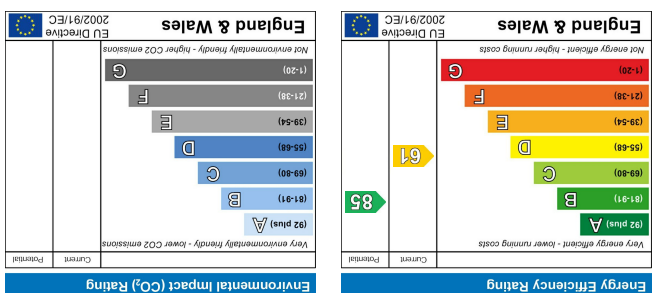 Energy Efficiency Rating
Current
Potential
Very energy efficient - lower running costs
(92 plus) A
(81-91) B
85
(69-80) C
61
(55-68) D
(39-54) E
(21-38) F
(1-20) G
Not energy efficient - higher running costs
England & Wales
EU Directive
2002/91/EC
Environmental Impact (CO₂) Rating
Current
Potential
Very environmentally friendly - lower CO2 emissions
(92 plus) A
(81-91) B
(69-80) C
(55-68) D
(39-54) E
(21-38) F
(1-20) G
Not environmentally friendly - higher CO2 emissions
England & Wales
EU Directive
2002/91/EC